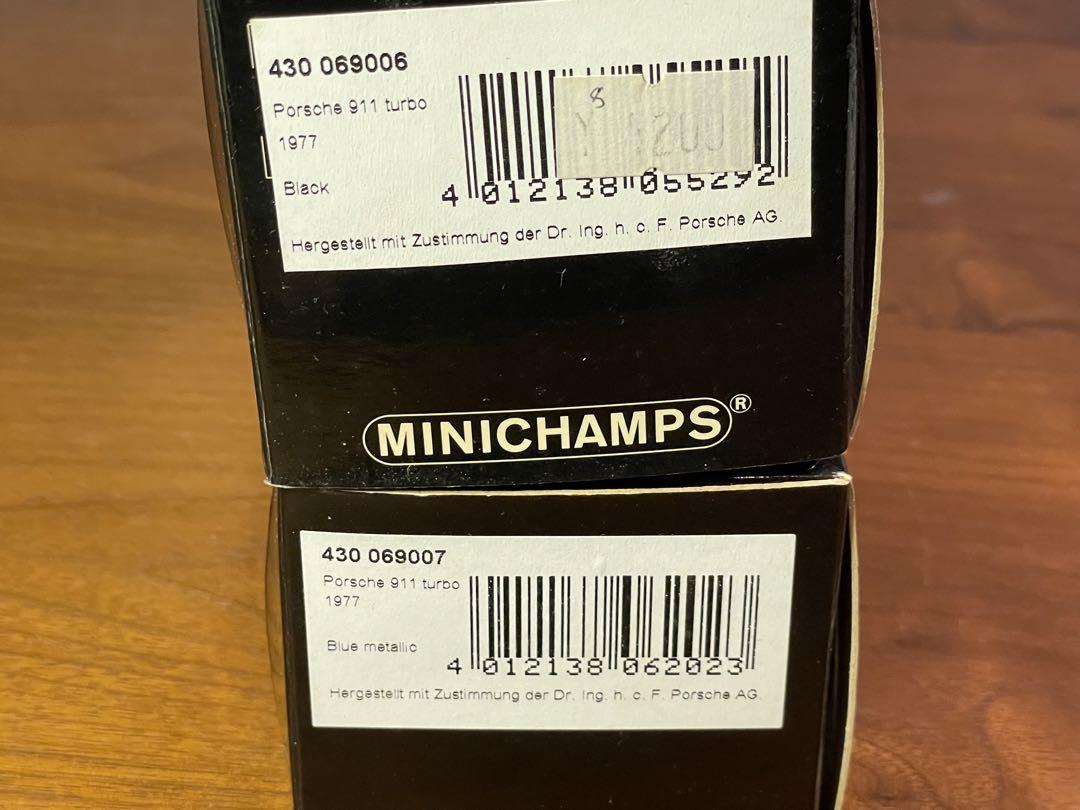 430 069006
Porsche 911 turbo
1977
Black
8
4 012138 055292
Hergestellt mit Zustimmung der Dr. Ing. h. c. F. Porsche AG.
MINICHAMPS®
430 069007
Porsche 911 turbo
1977
Blue metallic
4 012138 062023
Hergestellt mit Zustimmung der Dr. Ing. h. c. F. Porsche AG.